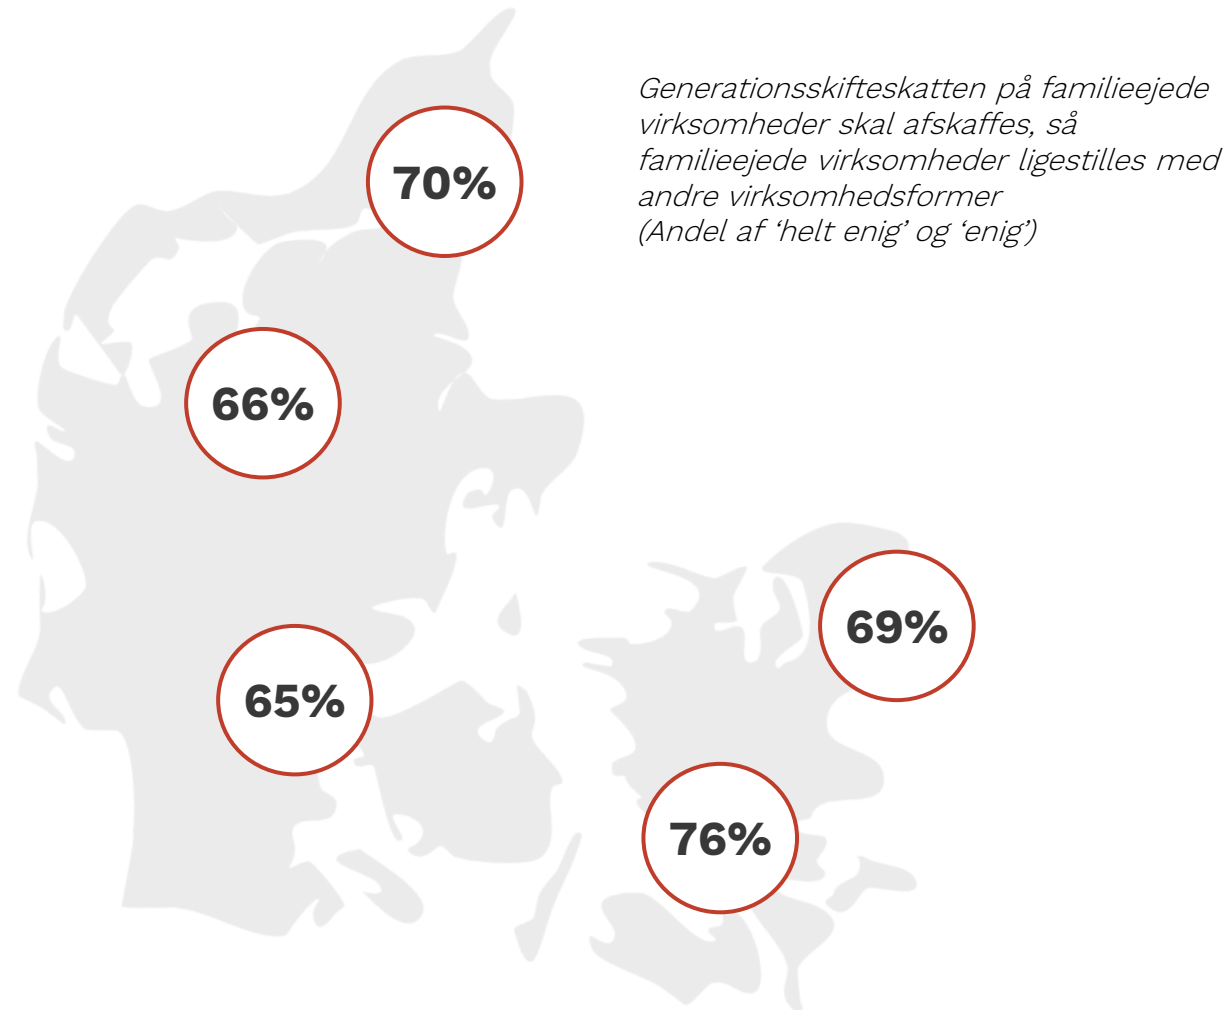 Generationsskifteskatten på familieejede
virksomheder skal afskaffes, så
familieejede virksomheder ligestilles med
andre virksomhedsformer
(Andel af ‘helt enig’ og ‘enig’)
70%
66%
69%
65%
76%